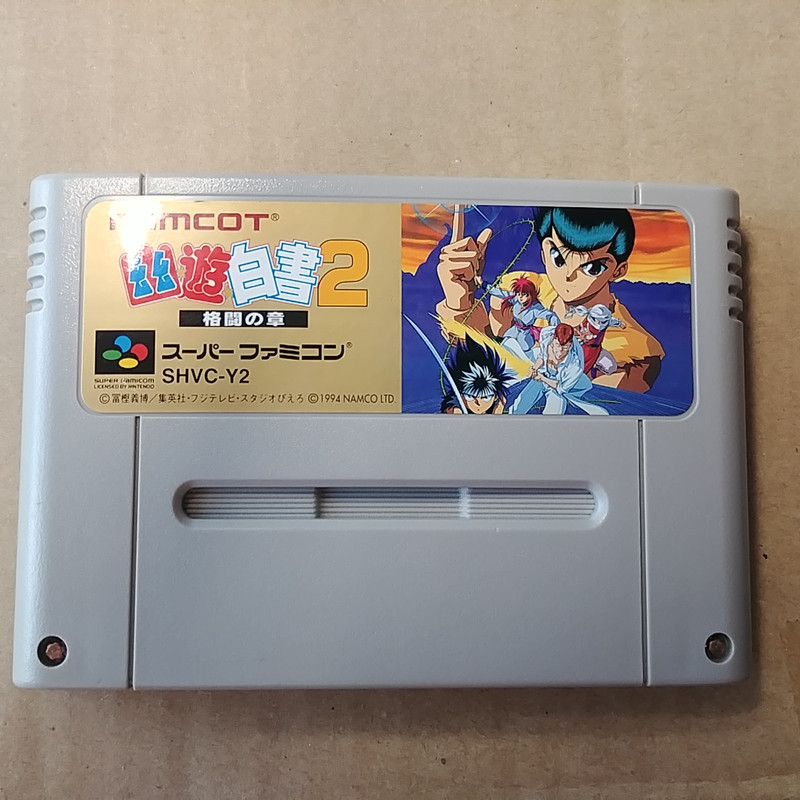 NAMCOT®
幽遊白書2
格闘の章
SUPER FAMICOM
LICENSED BY NINTENDO
スーパーファミコン®
SHVC-Y2
©冨樫義博/集英社・フジテレビ・スタジオぴえろ ©1994 NAMCO LTD.